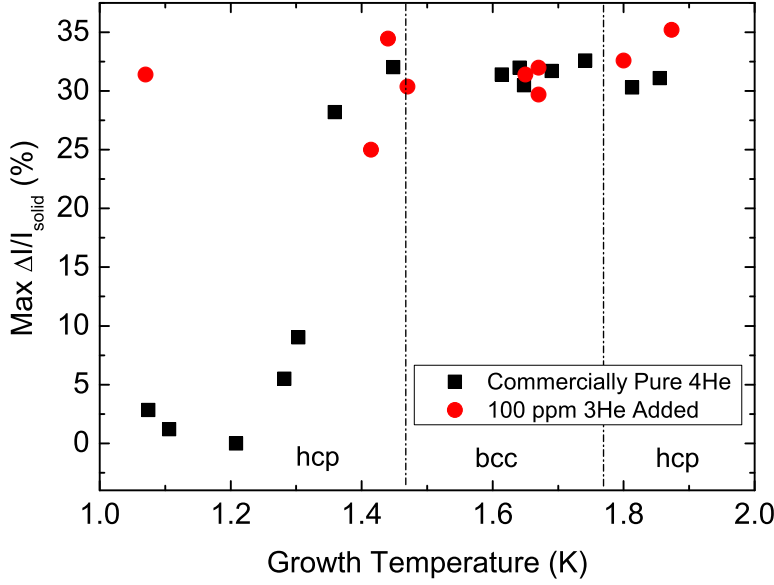 35
30
25
20
15
10
5
0
Max ΔI/I_solid (%)
Commercially Pure 4He
100 ppm 3He Added
hcp
bcc
hcp
1.0 1.2 1.4 1.6 1.8 2.0
Growth Temperature (K)